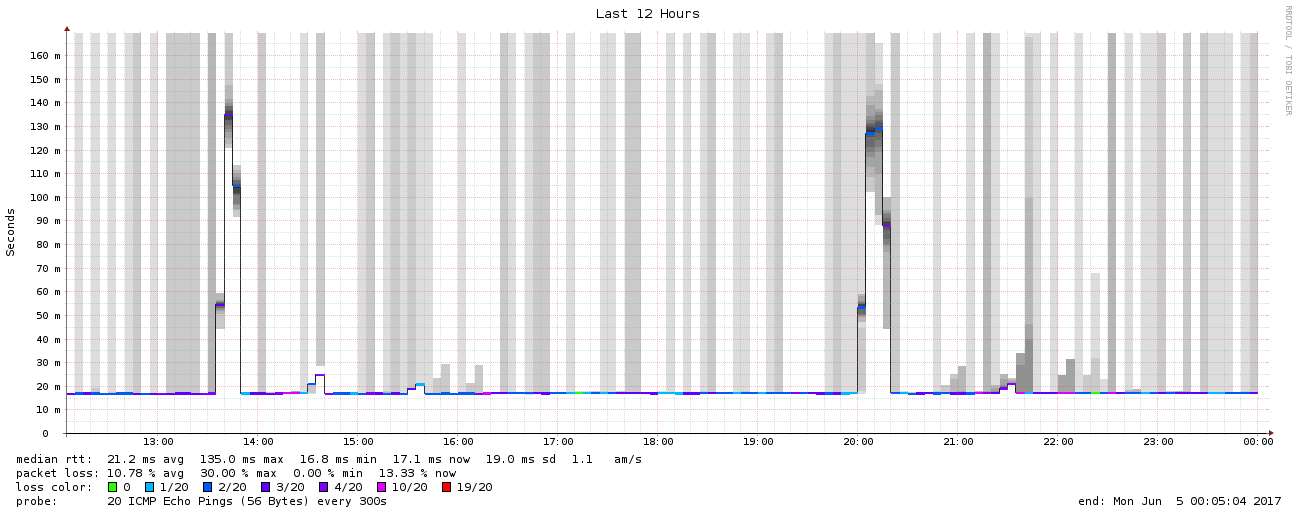 Last 12 Hours
RRDTOOL / TOBI OETIKER
Seconds
160 m
150 m
140 m
130 m
120 m
110 m
100 m
90 m
80 m
70 m
60 m
50 m
40 m
30 m
20 m
10 m
0
13:00 14:00 15:00 16:00 17:00 18:00 19:00 20:00 21:00 22:00 23:00 00:00
median rtt: 21.2 ms avg 135.0 ms max 16.8 ms min 17.1 ms now 19.0 ms sd 1.1 am/s
packet loss: 10.78 % avg 30.00 % max 0.00 % min 13.33 % now
loss color: 0 1/20 2/20 3/20 4/20 10/20 19/20
probe: 20 ICMP Echo Pings (56 Bytes) every 300s end: Mon Jun 5 00:05:04 2017